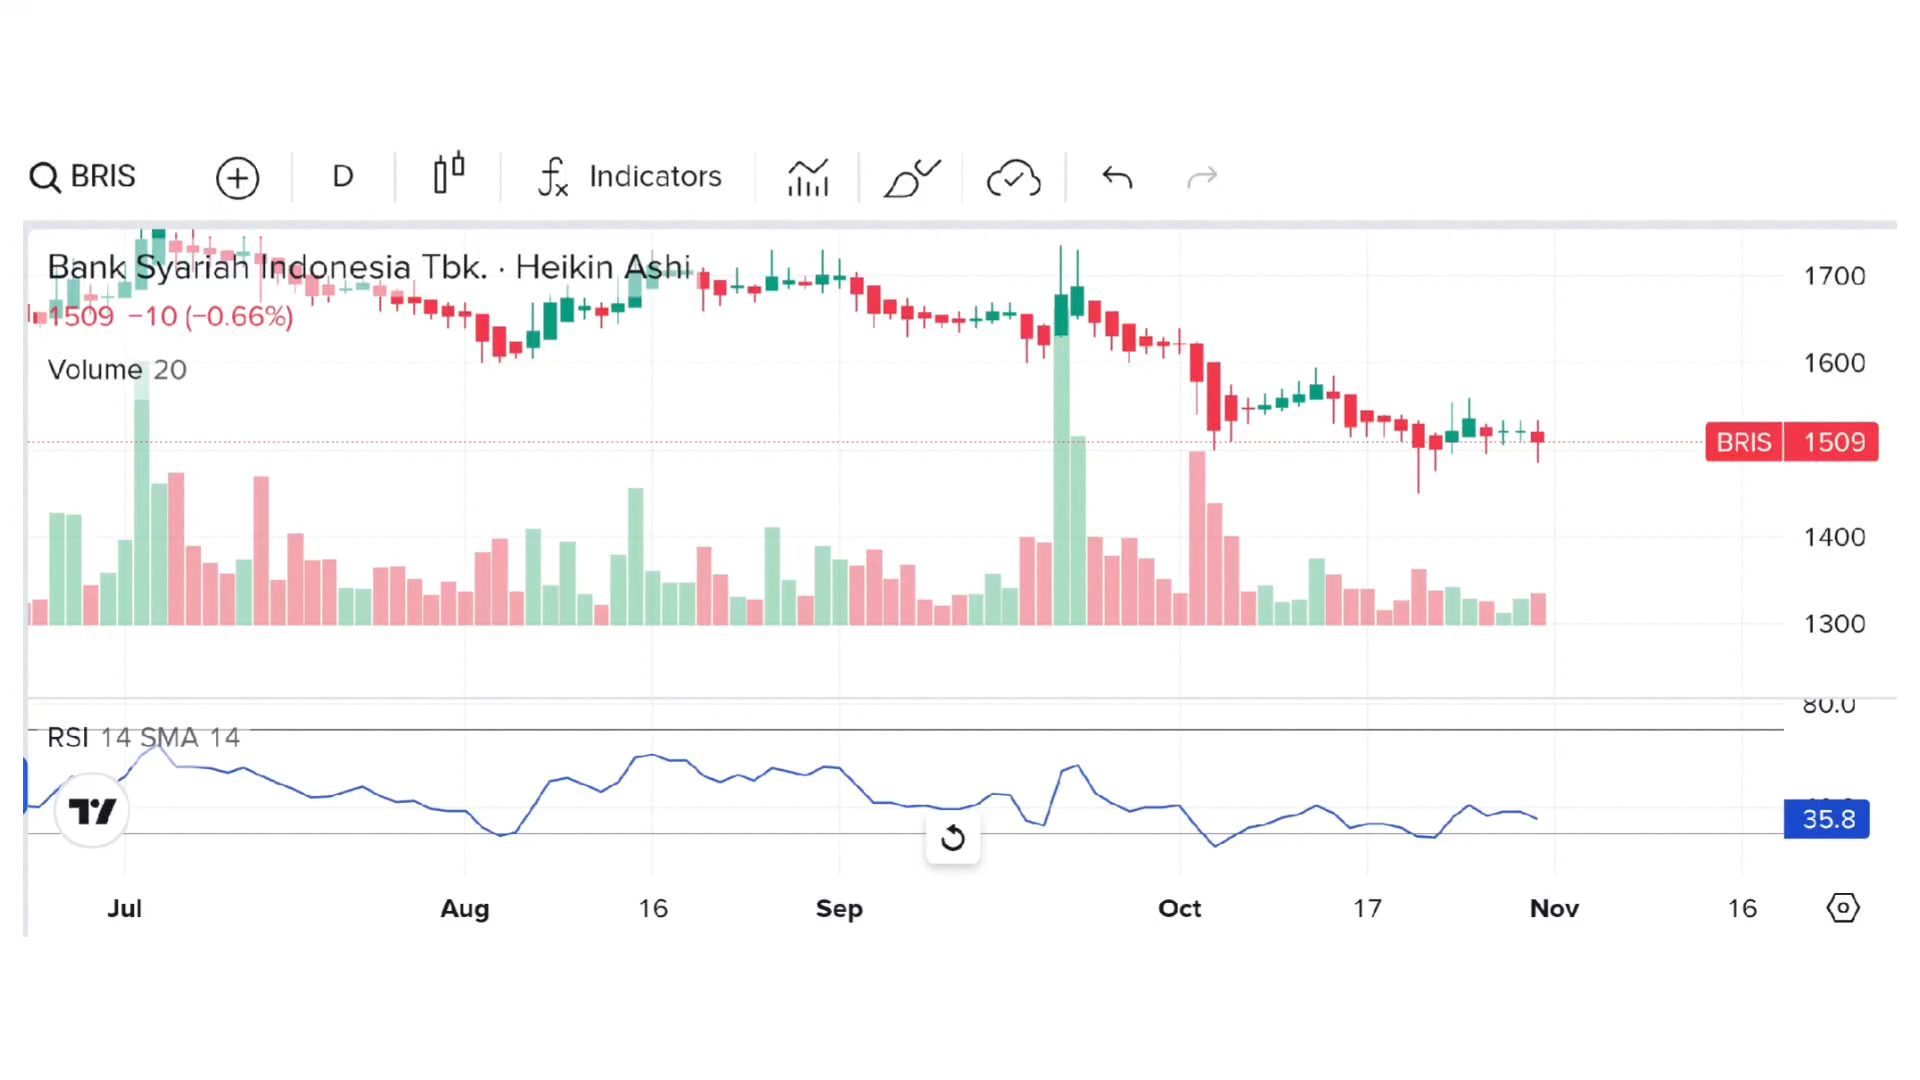 BRIS D Indicators
Bank Syariah Indonesia Tbk. · Heikin Ashi
1509 −10 (−0.66%)
Volume 20
1700
1600
BRIS 1509
1400
1300
80.0
RSI 14 SMA 14
35.8
Jul Aug 16 Sep Oct 17 Nov 16